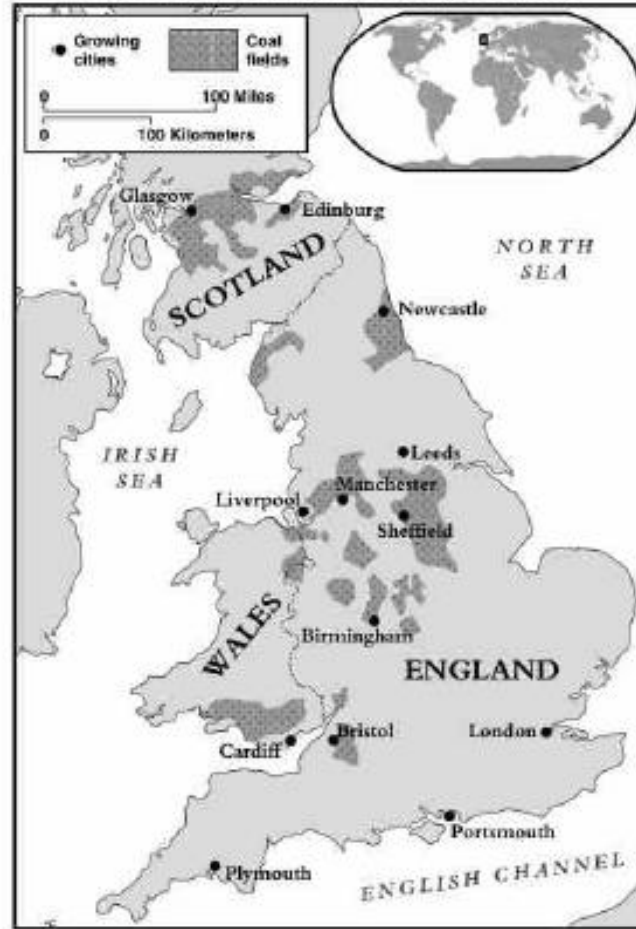 Growing
cities
Coal
fields
0 100 Miles
0 100 Kilometers
Glasgow
Edinburg
SCOTLAND
NORTH
SEA
Newcastle
IRISH
SEA
Leeds
Manchester
Liverpool
Sheffield
WALES
Birmingham
ENGLAND
Cardiff
Bristol
London
Portsmouth
Plymouth
ENGLISH CHANNEL